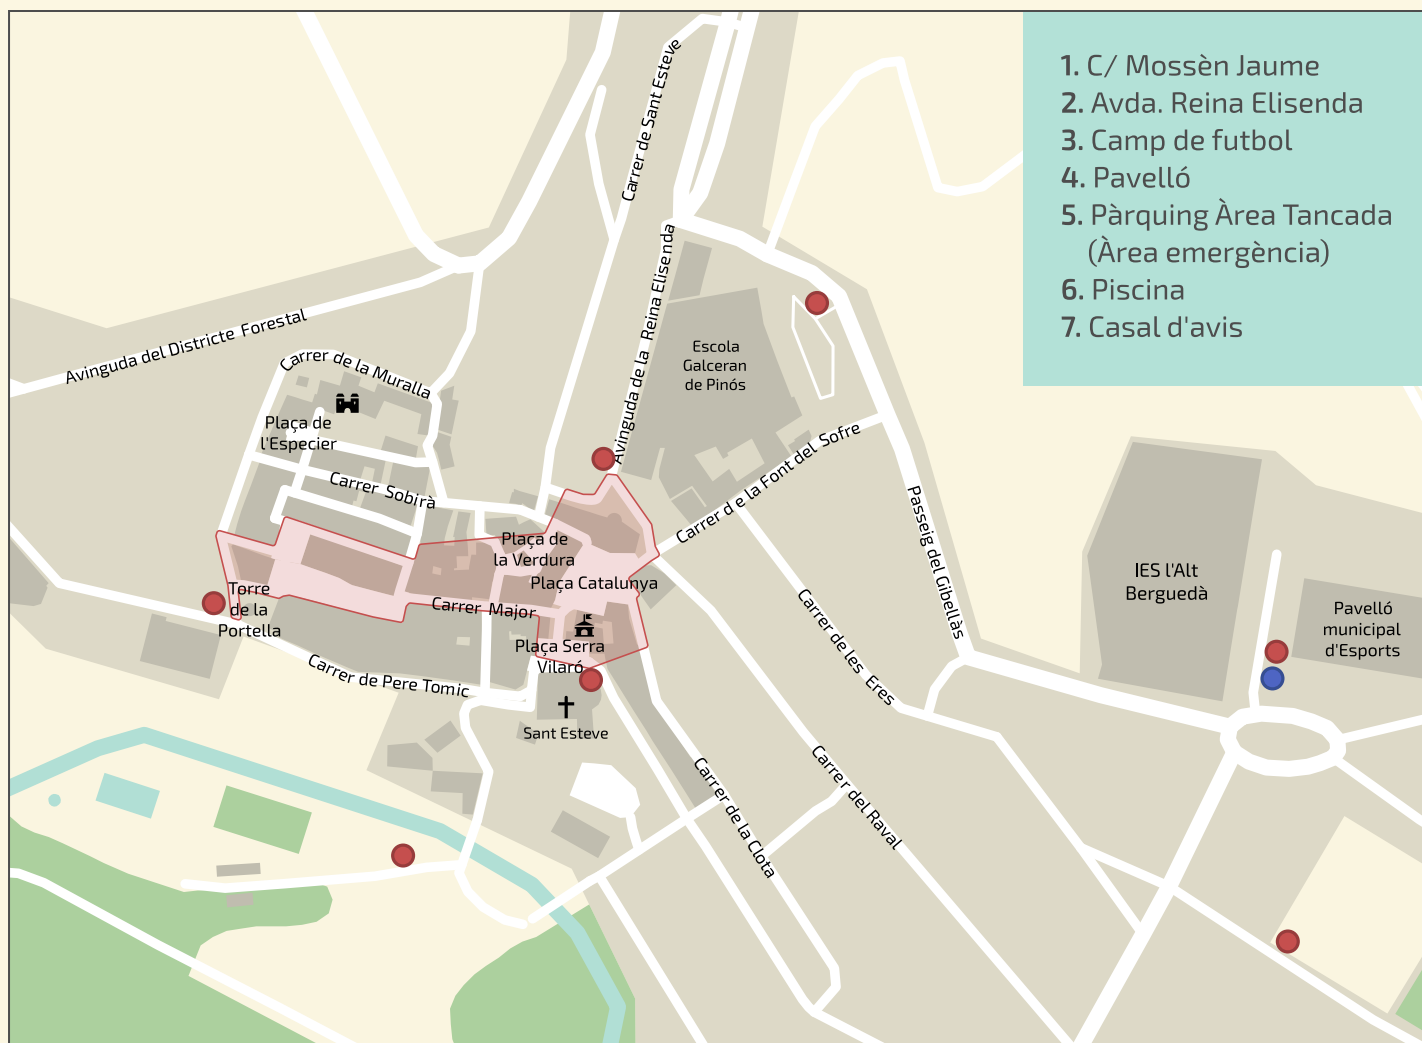 1. C/ Mossèn Jaume
2. Avda. Reina Elisenda
3. Camp de futbol
4. Pavelló
5. Pàrquing Àrea Tancada
(Àrea emergència)
6. Piscina
7. Casal d'avis
Carrer de Sant Esteve
Avinguda de la Reina Elisenda
Avinguda del Districte Forestal
Carrer de la Muralla
Escola
Galceran
de Pinós
Plaça de
l'Especier
Carrer Sobirà
Carrer d e la Font del Sofre
Passeig del Gibellàs
Plaça de
la Verdura
Plaça Catalunya
IES l'Alt
Berguedà
Torre
de la
Portella
Carrer Major
Carrer de les Eres
Pavelló
municipal
d'Esports
Plaça Serra
Vilaró
Carrer de Pere Tomic
Sant Esteve
Carrer de la Clota
Carrer del Raval